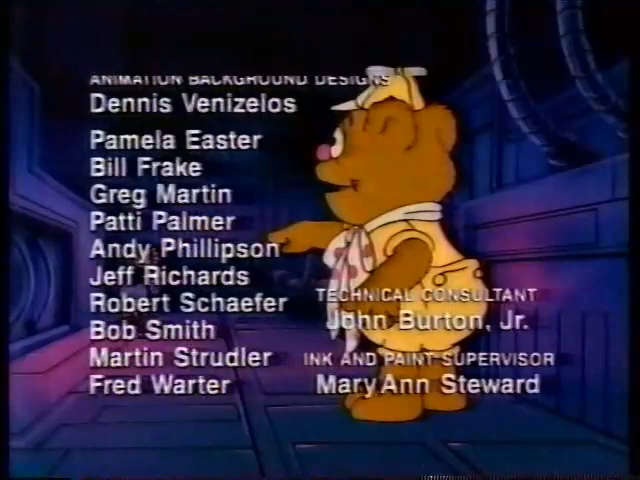 ANIMATION BACKGROUND DESIGNS
Dennis Venizelos
Pamela Easter
Bill Frake
Greg Martin
Patti Palmer
Andy Phillipson
Jeff Richards
Robert Schaefer
Bob Smith
Martin Strudler
Fred Warter
TECHNICAL CONSULTANT
John Burton, Jr.
INK AND PAINT SUPERVISOR
Mary Ann Steward